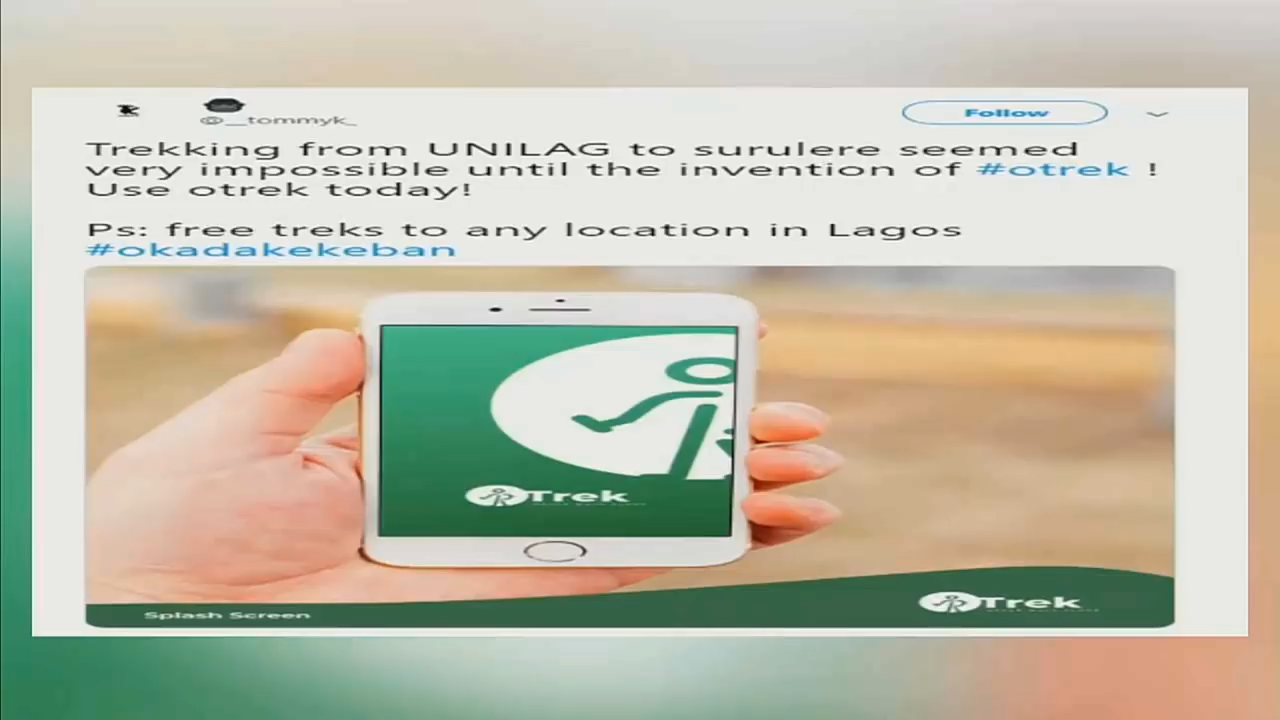 @__tommyk_
Follow
Trekking from UNILAG to surulere seemed
very impossible until the invention of #otrek !
Use otrek today!
Ps: free treks to any location in Lagos
#okadakekeban
Trek
Splash Screen
Trek